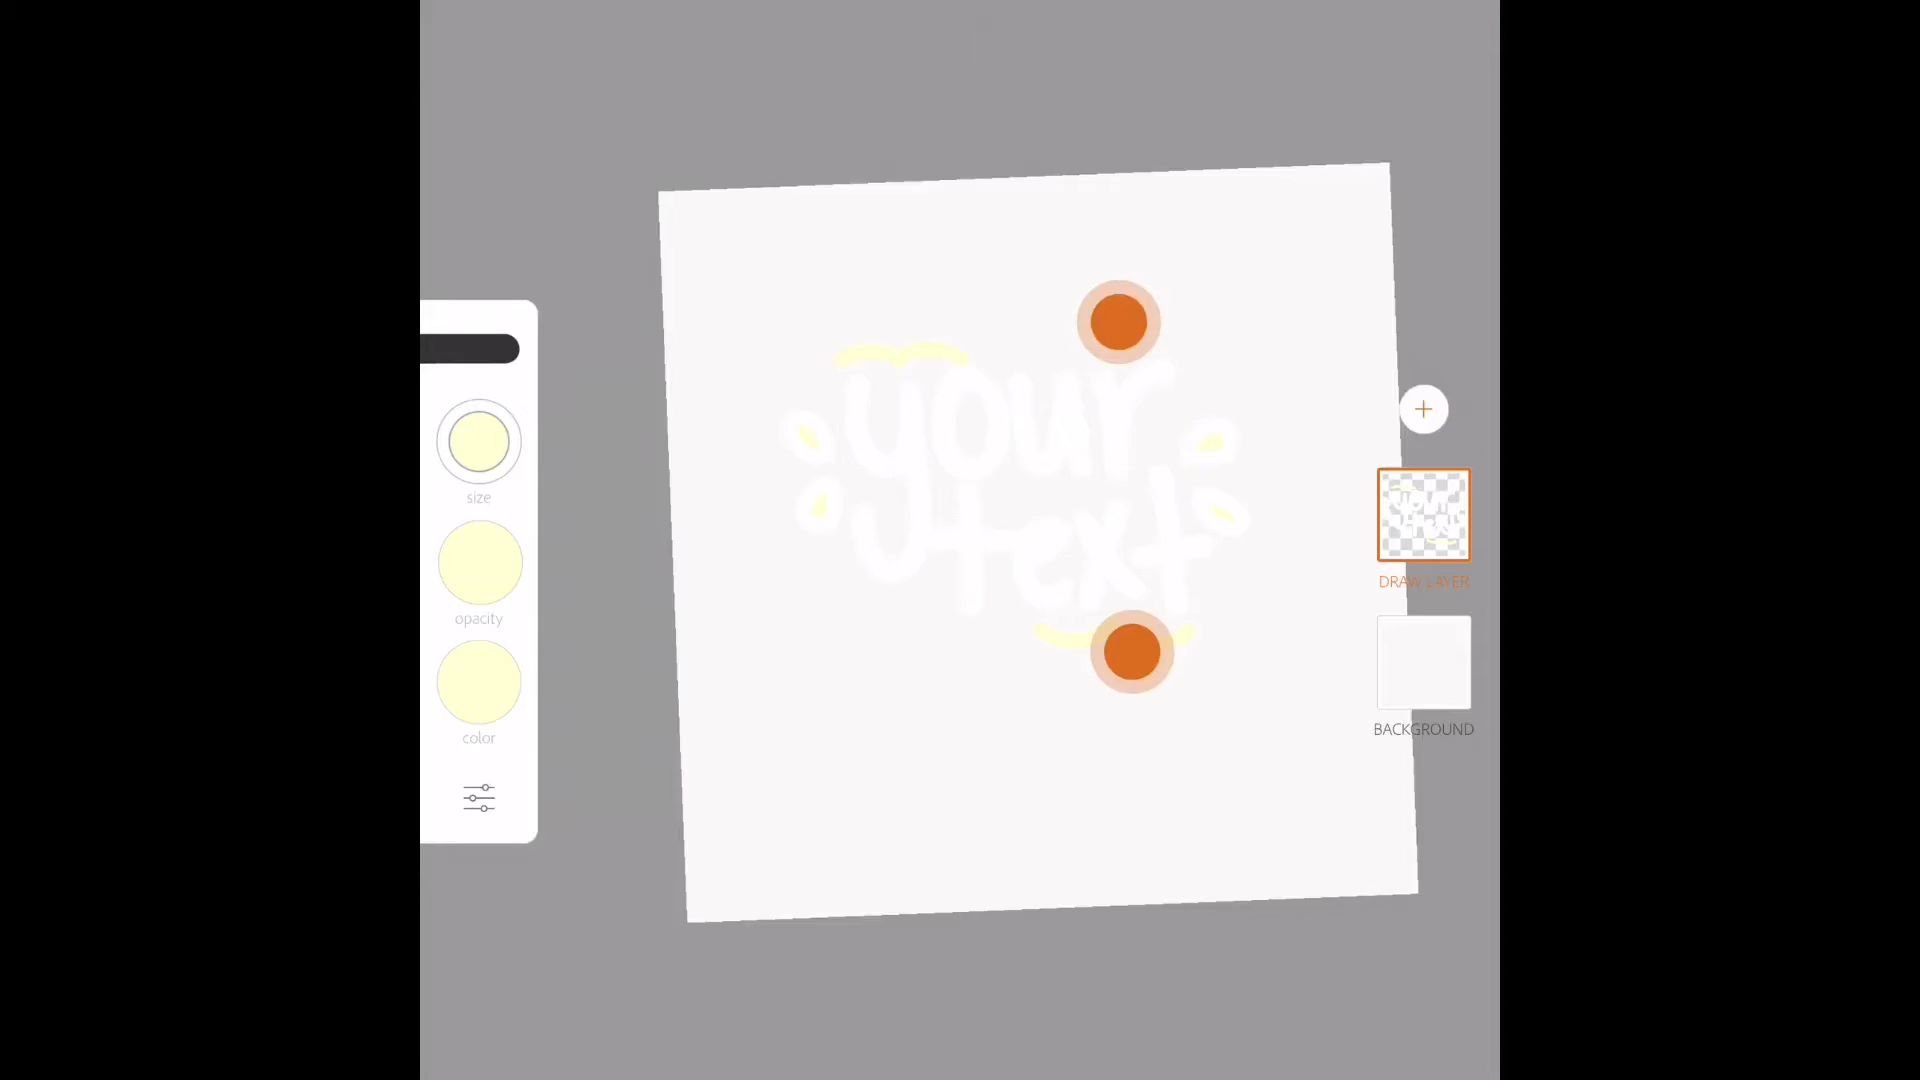 your
text
size
opacity
color
DRAW LAYER
BACKGROUND